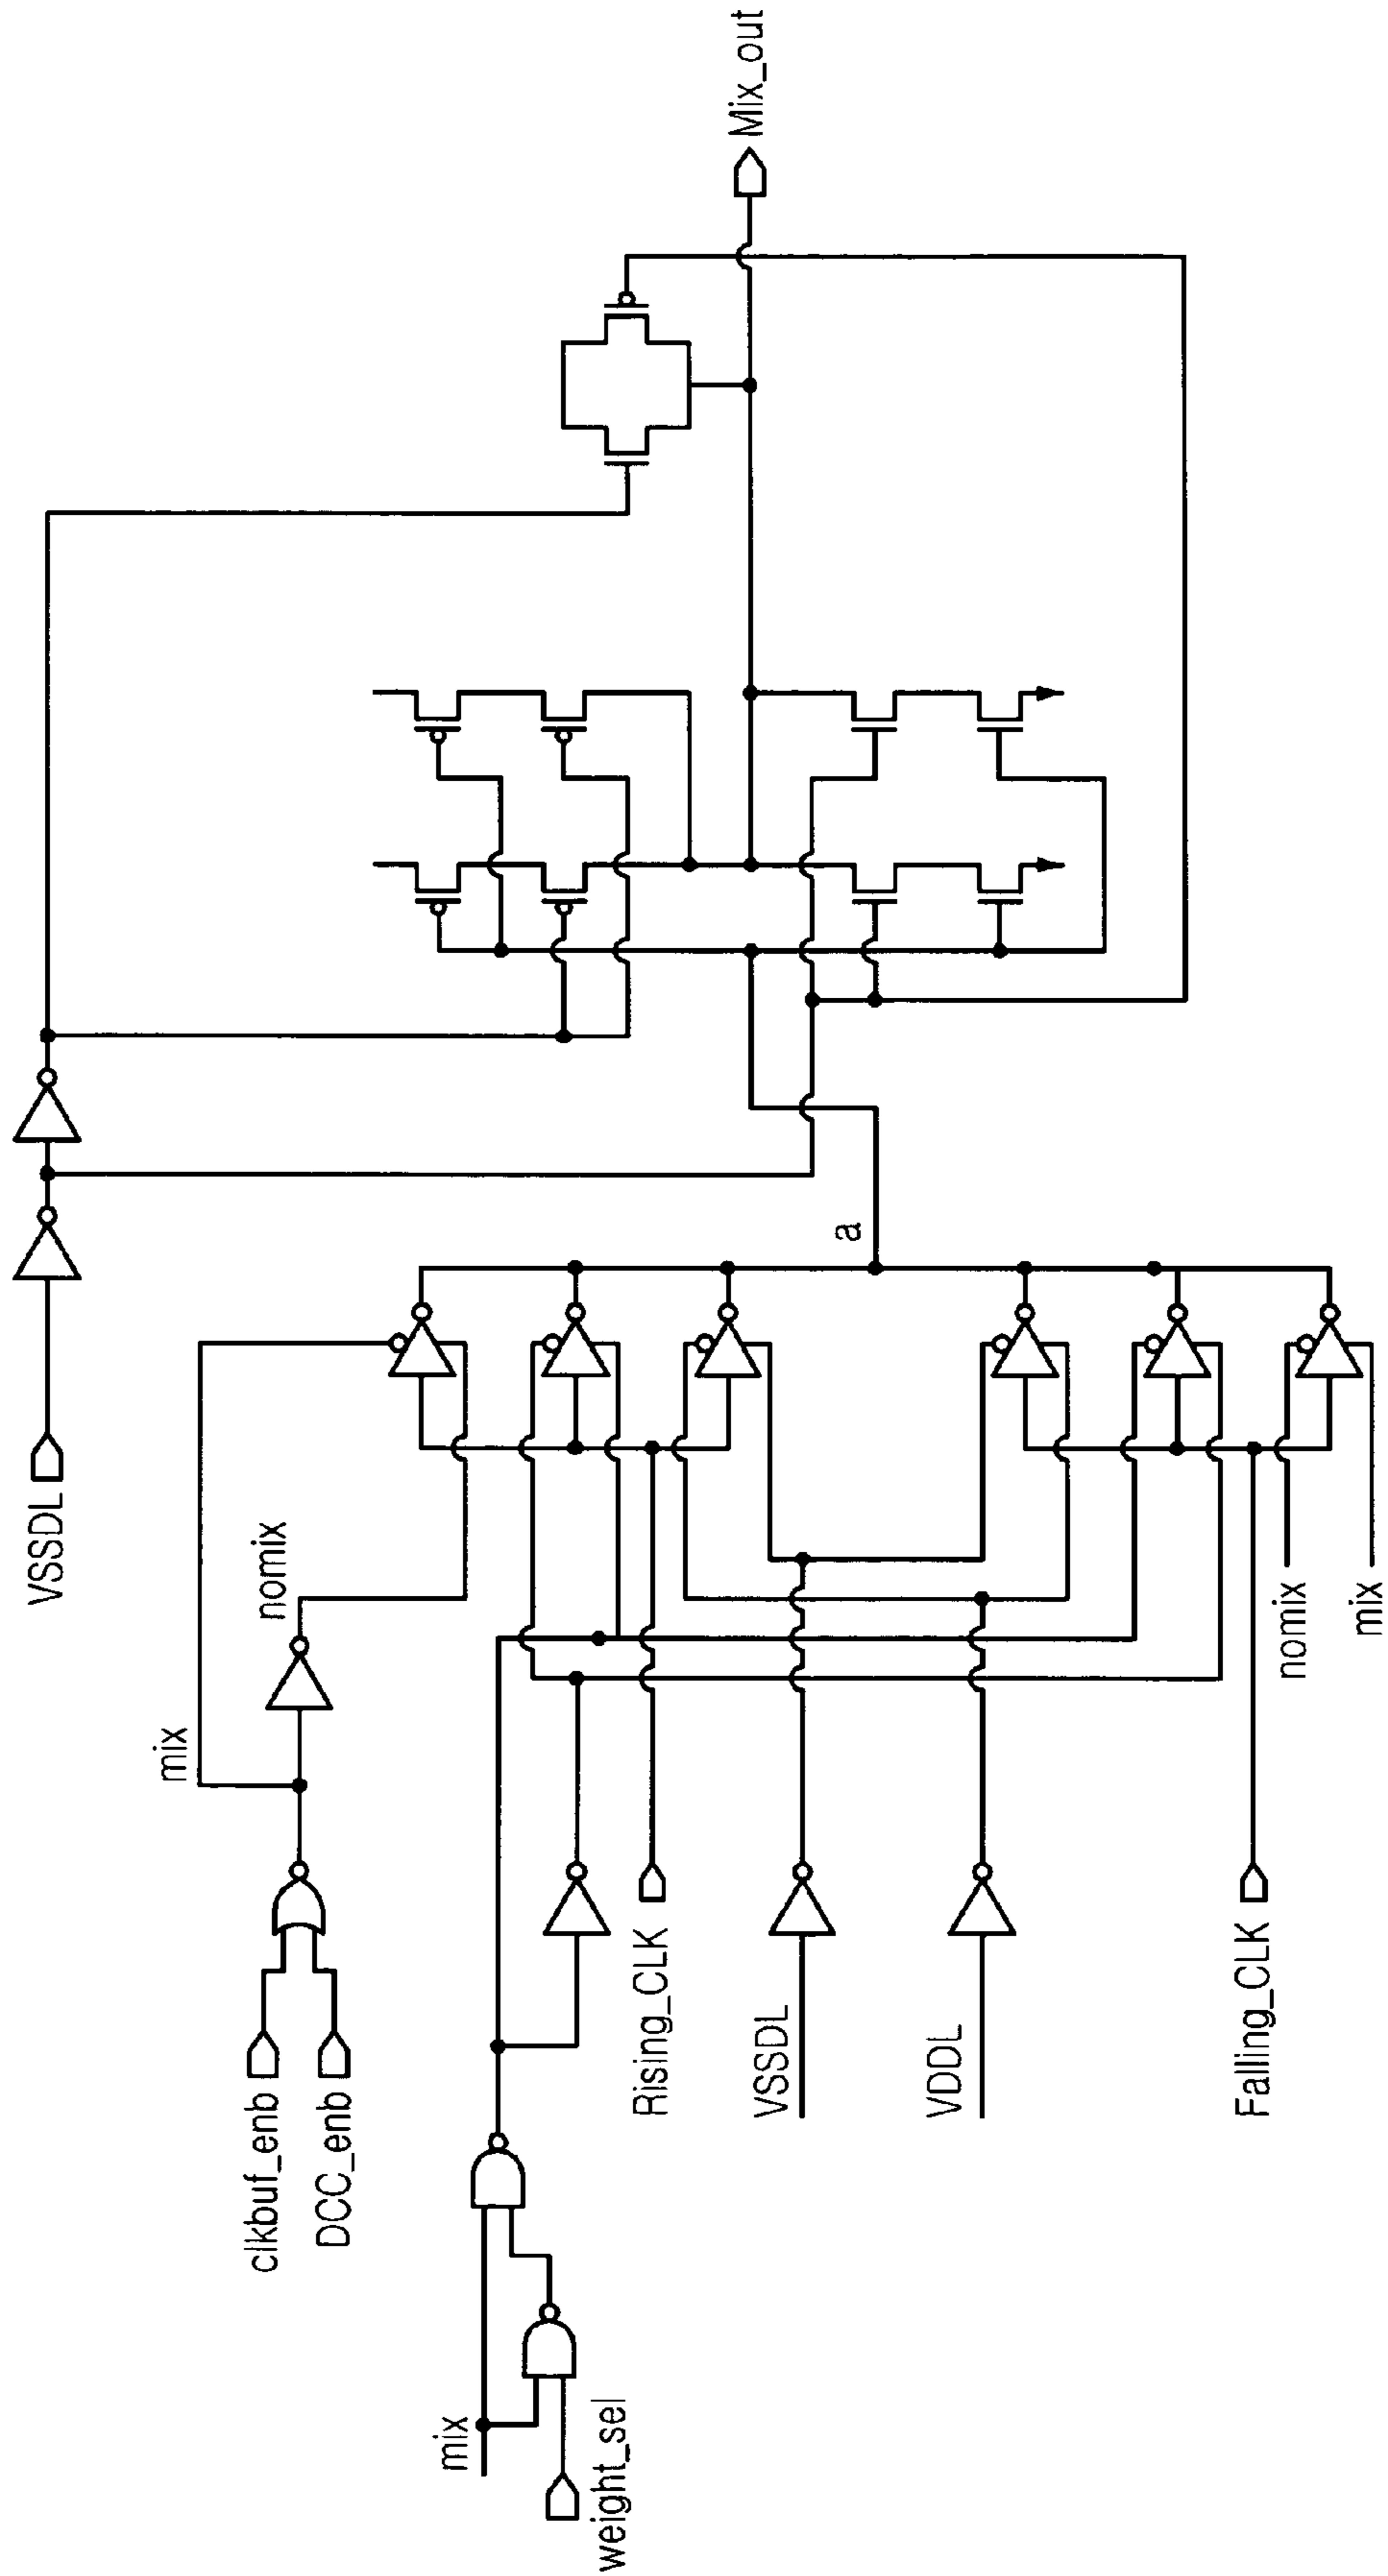 VSSDL
Mix_out
mix
nomix
clkbuf_enb
DCC_enb
a
mix
weight_sel
Rising_CLK
VSSDL
VDDL
Falling_CLK
nomix
mix